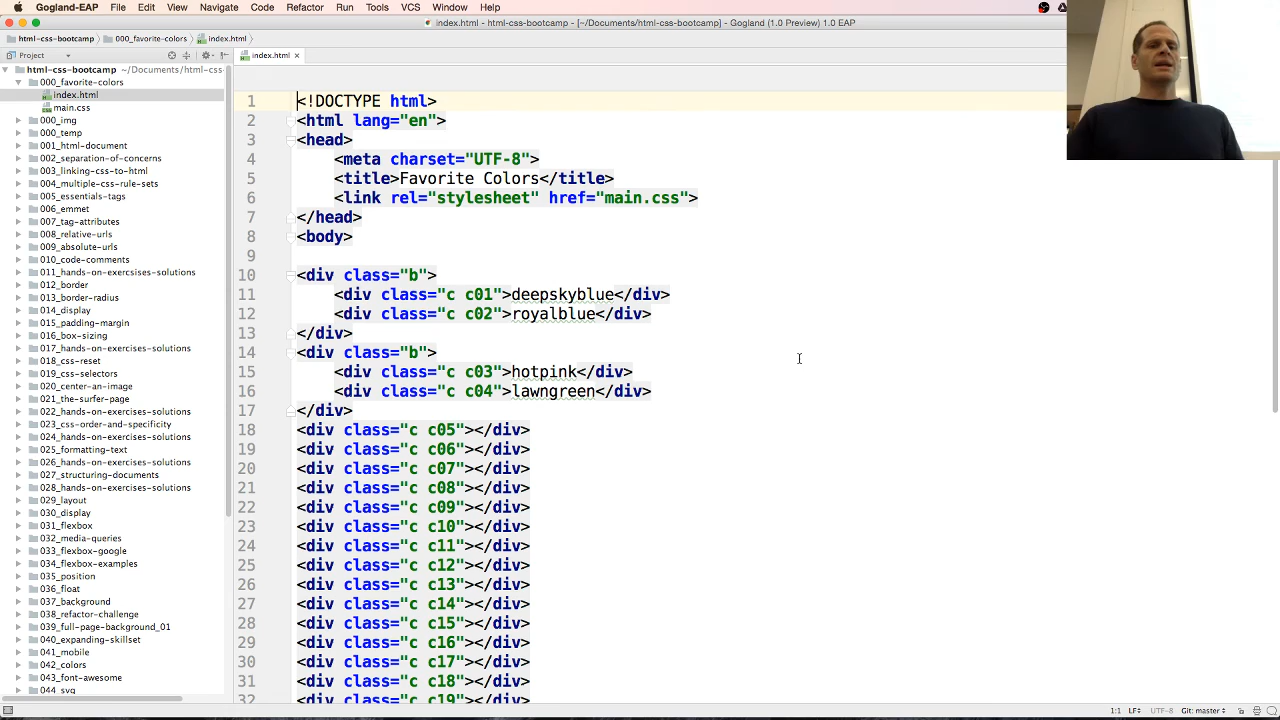 Gogland-EAP File Edit View Navigate Code Refactor Run Tools VCS Window Help
index.html - html-css-bootcamp - [~/Documents/html-css-bootcamp] - Gogland (1.0 Preview) 1.0 EAP
html-css-bootcamp 000_favorite-colors index.html
Project
index.html
html-css-bootcamp ~/Documents/html-css-
000_favorite-colors
index.html
main.css
000_img
000_temp
001_html-document
002_separation-of-concerns
003_linking-css-to-html
004_multiple-css-rule-sets
005_essentials-tags
006_emmet
007_tag-attributes
008_relative-urls
009_absolute-urls
010_code-comments
011_hands-on-exercsises-solutions
012_border
013_border-radius
014_display
015_padding-margin
016_box-sizing
017_hands-on-exercises-solutions
018_css-reset
019_css-selectors
020_center-an-image
021_the-surfer-page
022_hands-on-exercises-solutions
023_css-order-and-specificity
024_hands-on-exercises-solutions
025_formatting-text
026_hands-on-exercises-solutions
027_structuring-documents
028_hands-on-exercises-solutions
029_layout
030_display
031_flexbox
032_media-queries
033_flexbox-google
034_flexbox-examples
035_position
036_float
037_background
038_refactor-challenge
039_full-page-background_01
040_expanding-skillset
041_mobile
042_colors
043_font-awesome
044_svg
1 <!DOCTYPE html>
2 <html lang="en">
3 <head>
4 <meta charset="UTF-8">
5 <title>Favorite Colors</title>
6 <link rel="stylesheet" href="main.css">
7 </head>
8 <body>
9
10 <div class="b">
11 <div class="c c01">deepskyblue</div>
12 <div class="c c02">royalblue</div>
13 </div>
14 <div class="b">
15 <div class="c c03">hotpink</div>
16 <div class="c c04">lawngreen</div>
17 </div>
18 <div class="c c05"></div>
19 <div class="c c06"></div>
20 <div class="c c07"></div>
21 <div class="c c08"></div>
22 <div class="c c09"></div>
23 <div class="c c10"></div>
24 <div class="c c11"></div>
25 <div class="c c12"></div>
26 <div class="c c13"></div>
27 <div class="c c14"></div>
28 <div class="c c15"></div>
29 <div class="c c16"></div>
30 <div class="c c17"></div>
31 <div class="c c18"></div>
32 <div class="c c19"></div>
1:1 LF UTF-8 Git: master